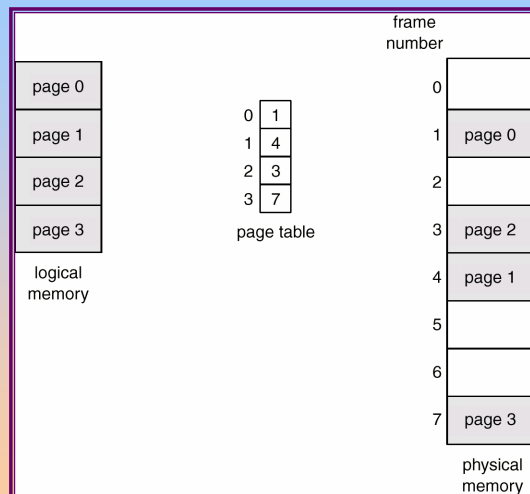 frame
number
page 0
page 1
page 2
page 3
logical
memory
0 1
1 4
2 3
3 7
page table
0
1 page 0
2
3 page 2
4 page 1
5
6
7 page 3
physical
memory